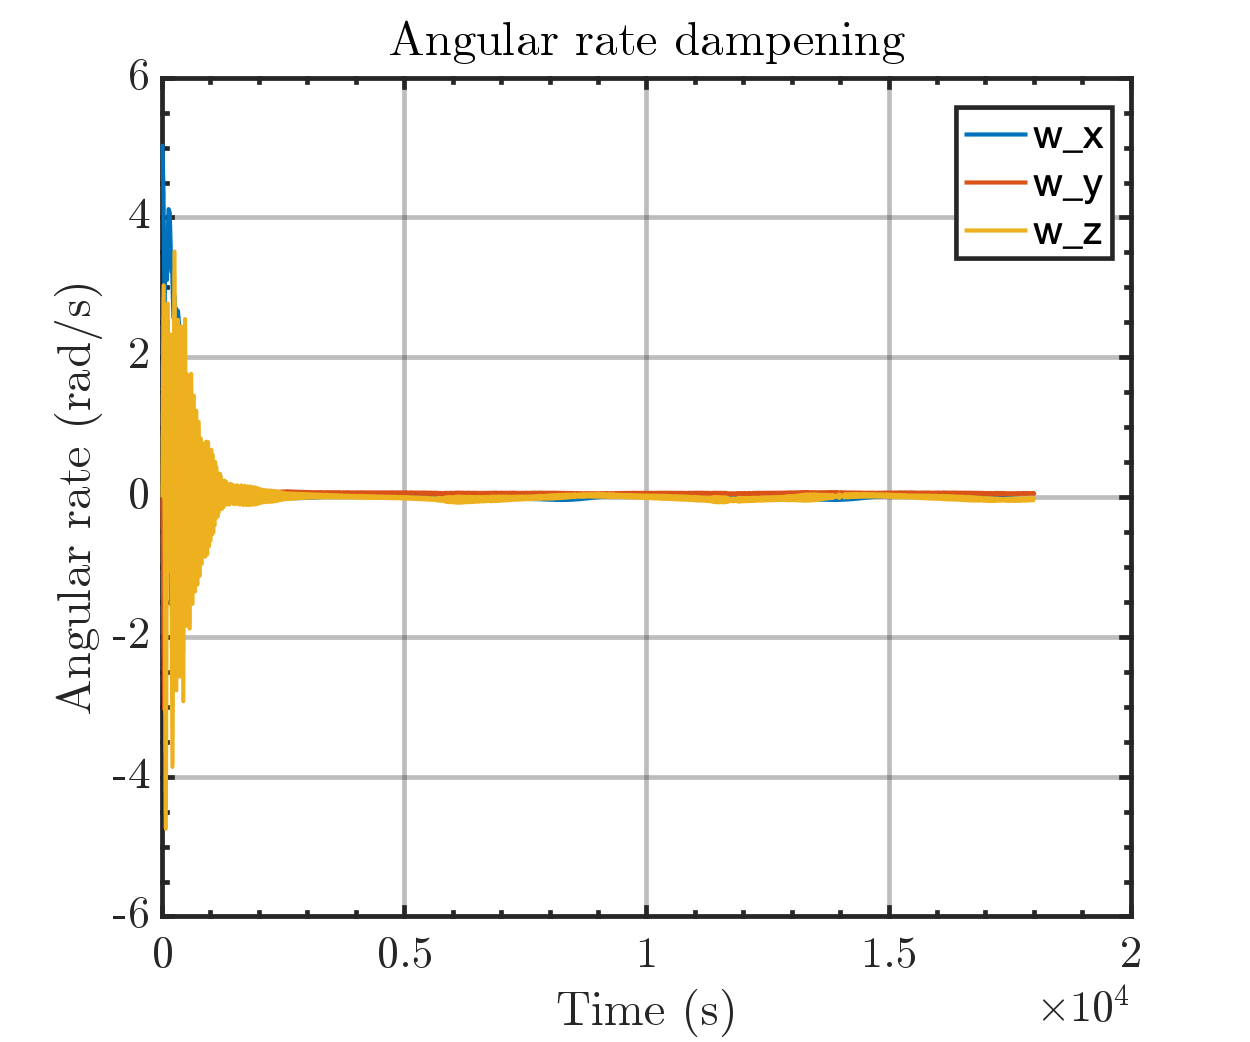 Angular rate dampening
6
4
2
0
-2
-4
-6
Angular rate (rad/s)
w_x
w_y
w_z
0 0.5 1 1.5 2
Time (s)
×10⁴